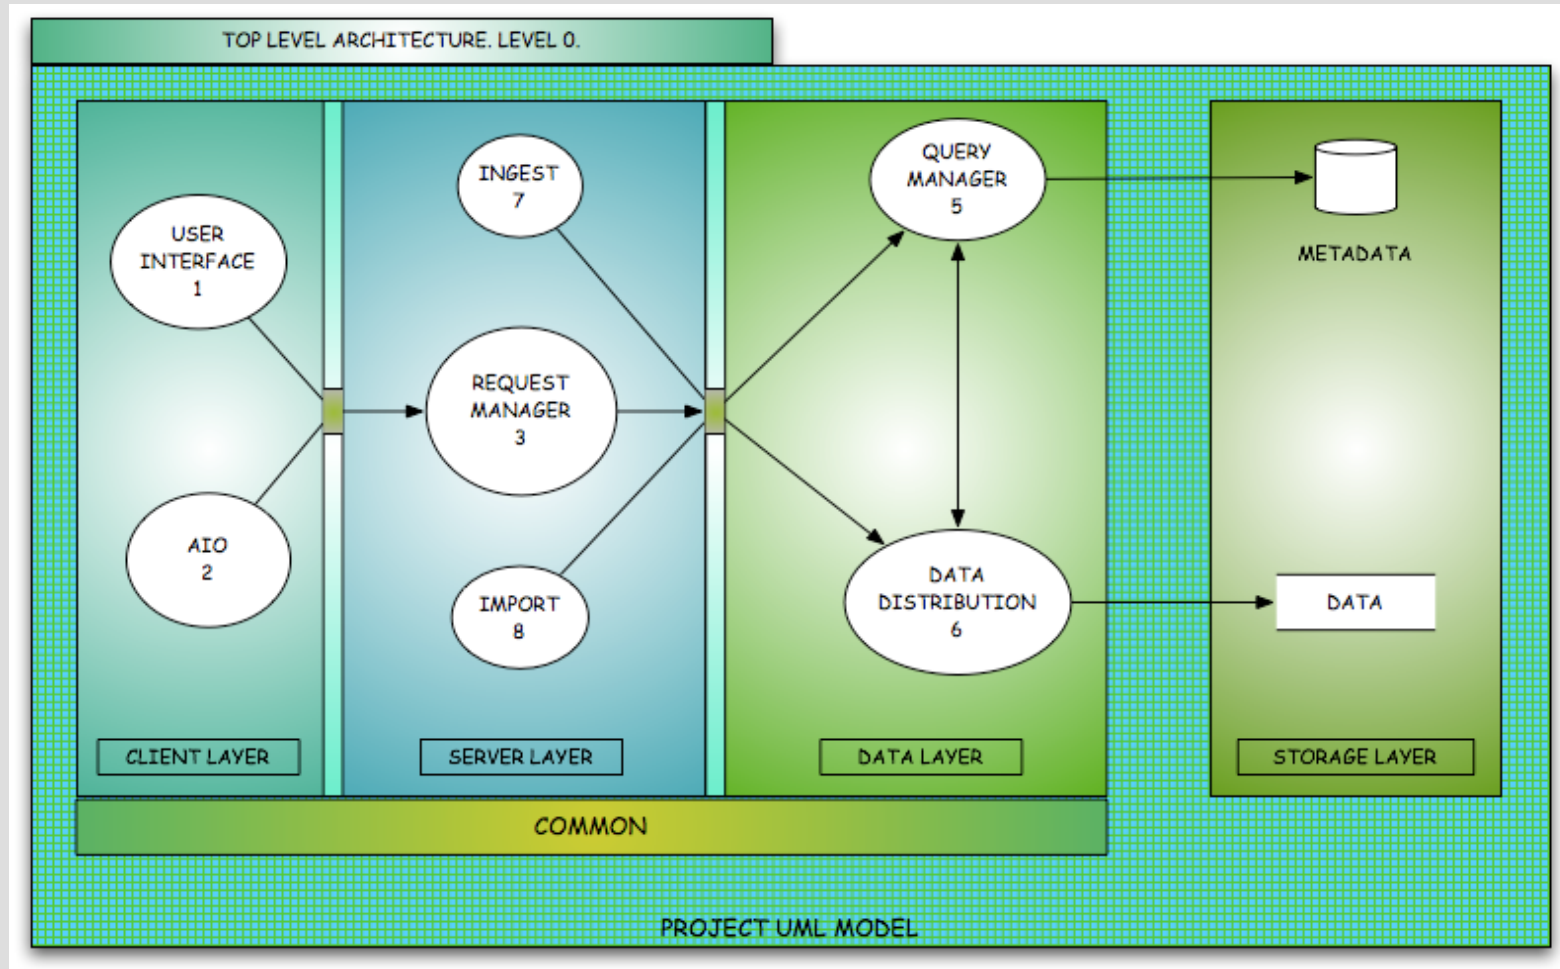 TOP LEVEL ARCHITECTURE. LEVEL 0.
USER
INTERFACE
1
AIO
2
CLIENT LAYER
INGEST
7
REQUEST
MANAGER
3
IMPORT
8
SERVER LAYER
QUERY
MANAGER
5
DATA
DISTRIBUTION
6
DATA LAYER
METADATA
DATA
STORAGE LAYER
COMMON
PROJECT UML MODEL